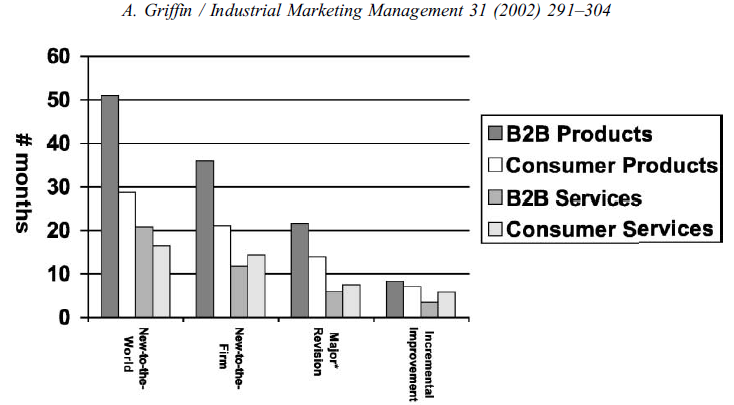 A. Griffin / Industrial Marketing Management 31 (2002) 291–304
60
50
40
30
20
10
0
# months
New-to-the-
World
New-to-the-
Firm
Major*
Revision
Incremental
Improvement
B2B Products
Consumer Products
B2B Services
Consumer Services